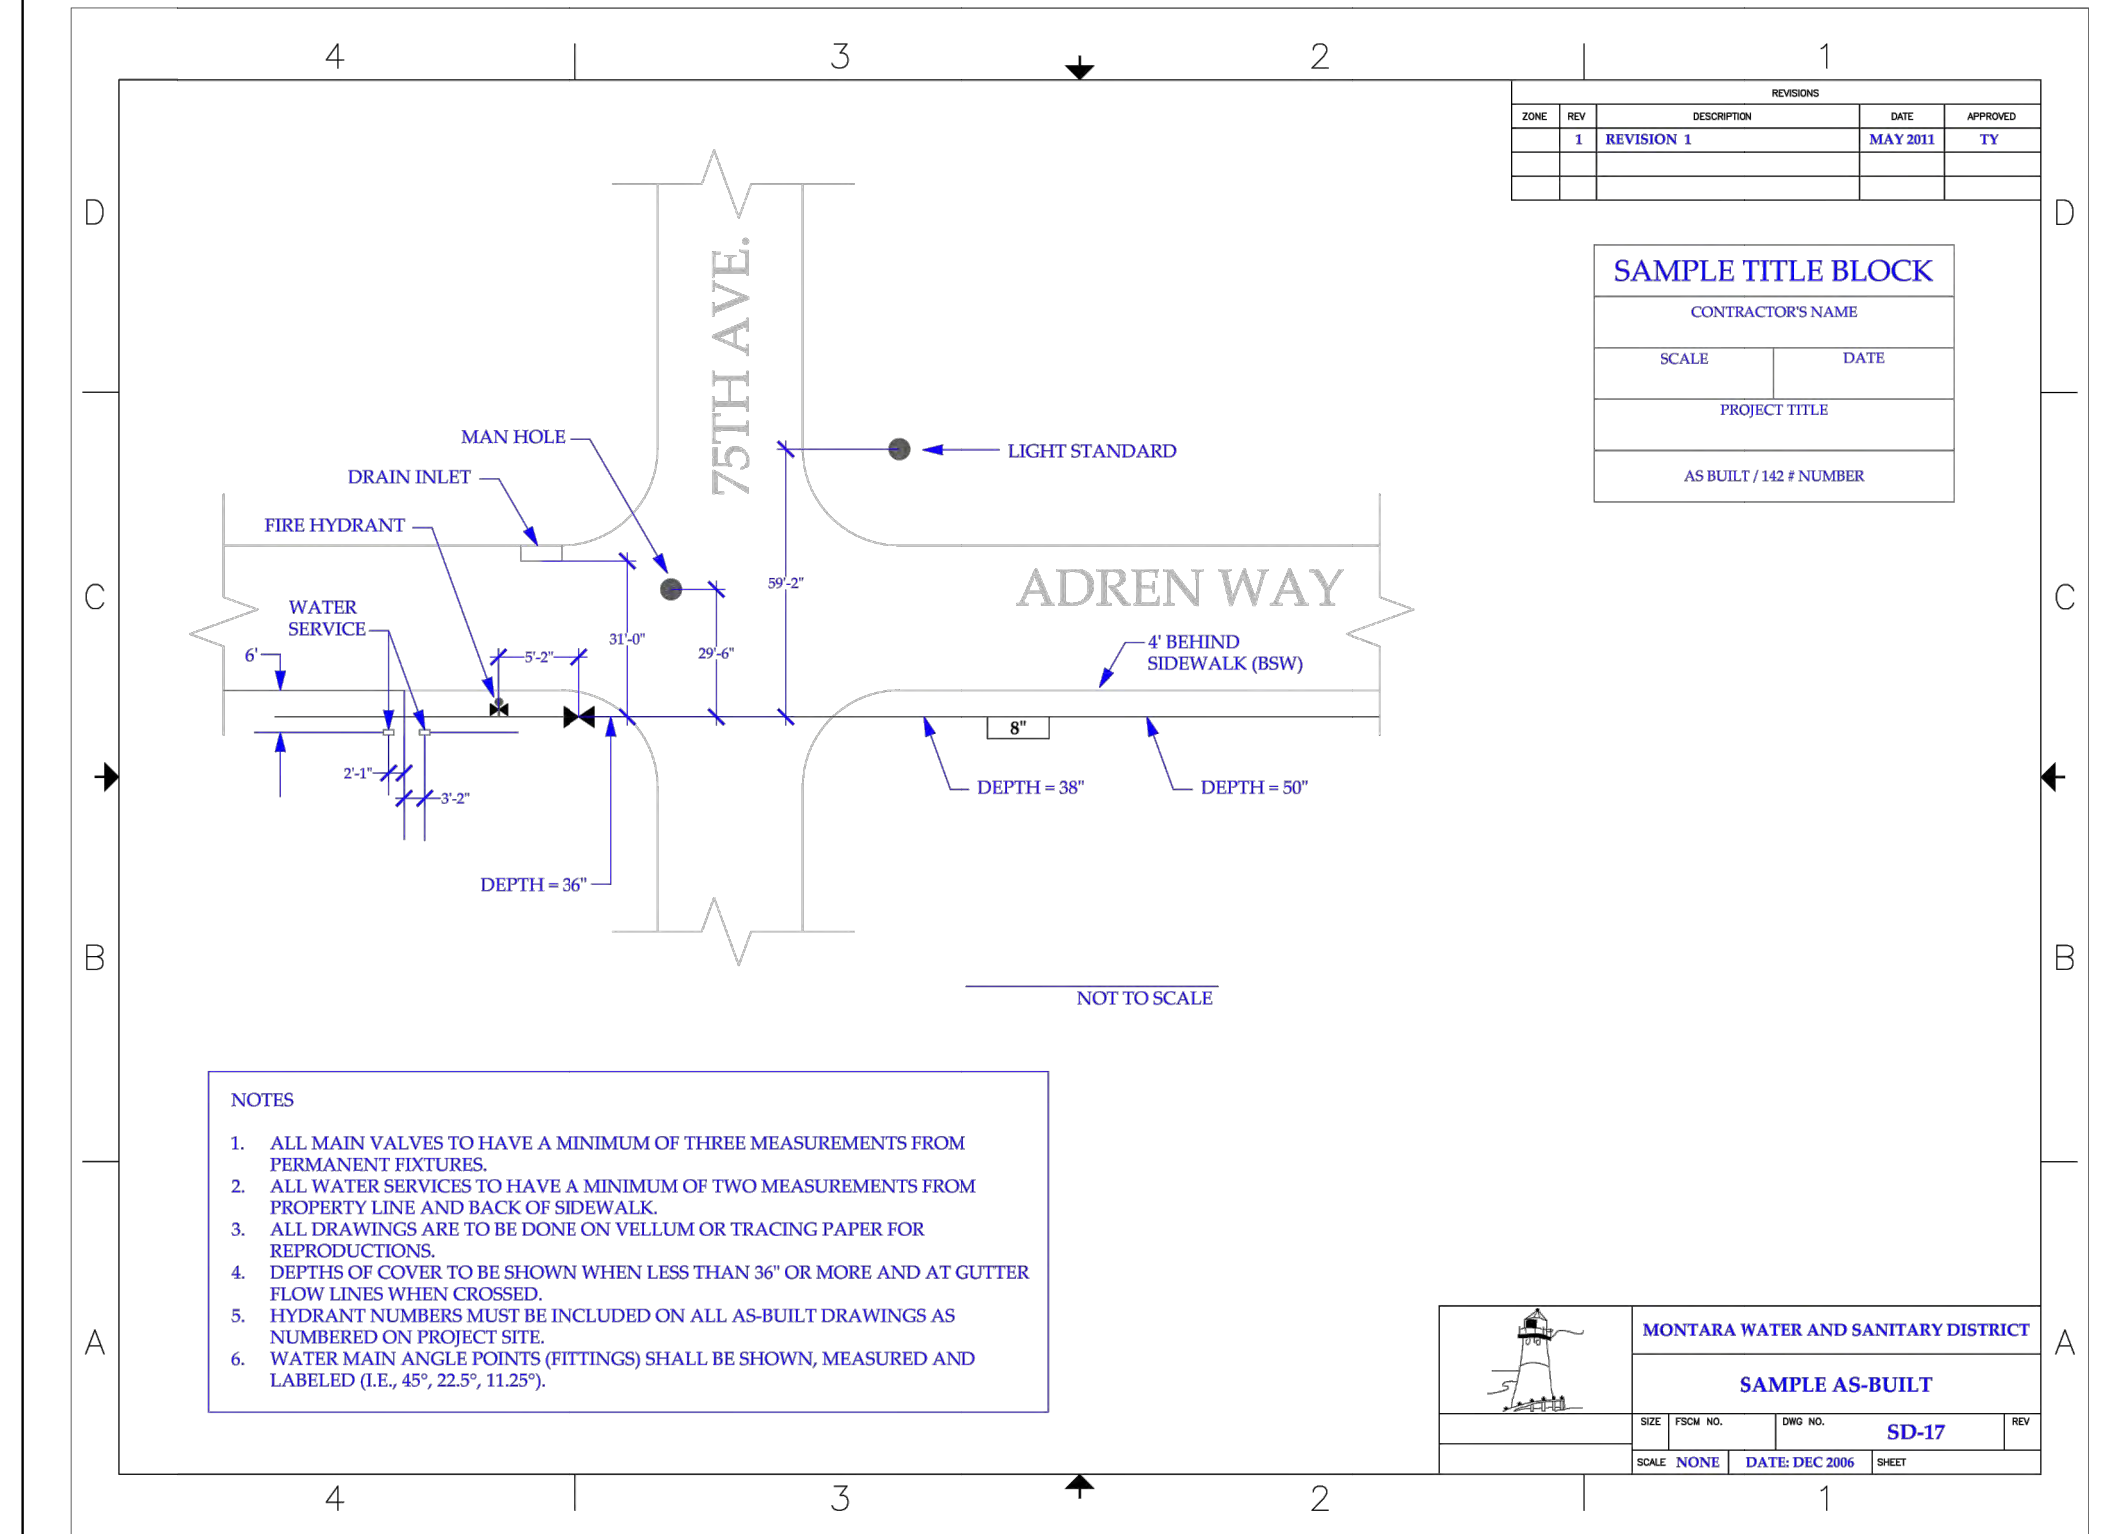 4 3 2 1
REVISIONS
ZONE REV DESCRIPTION DATE APPROVED
1 REVISION 1 MAY 2011 TY
D D
SAMPLE TITLE BLOCK
CONTRACTOR'S NAME
SCALE DATE
PROJECT TITLE
AS BUILT / 142 # NUMBER
75TH AVE.
MAN HOLE
LIGHT STANDARD
DRAIN INLET
FIRE HYDRANT
59'-2"
ADREN WAY
C C
WATER
SERVICE
31'-0"
29'-6"
4' BEHIND
SIDEWALK (BSW)
6'
5'-2"
8"
2'-1"
3'-2"
DEPTH = 38"
DEPTH = 50"
DEPTH = 36"
B B
NOT TO SCALE
NOTES
1. ALL MAIN VALVES TO HAVE A MINIMUM OF THREE MEASUREMENTS FROM
PERMANENT FIXTURES.
2. ALL WATER SERVICES TO HAVE A MINIMUM OF TWO MEASUREMENTS FROM
PROPERTY LINE AND BACK OF SIDEWALK.
3. ALL DRAWINGS ARE TO BE DONE ON VELLUM OR TRACING PAPER FOR
REPRODUCTIONS.
4. DEPTHS OF COVER TO BE SHOWN WHEN LESS THAN 36" OR MORE AND AT GUTTER
FLOW LINES WHEN CROSSED.
5. HYDRANT NUMBERS MUST BE INCLUDED ON ALL AS-BUILT DRAWINGS AS
NUMBERED ON PROJECT SITE.
6. WATER MAIN ANGLE POINTS (FITTINGS) SHALL BE SHOWN, MEASURED AND
LABELED (I.E., 45°, 22.5°, 11.25°).
A A
MONTARA WATER AND SANITARY DISTRICT
SAMPLE AS-BUILT
SIZE FSCM NO. DWG NO. SD-17 REV
SCALE NONE DATE: DEC 2006 SHEET
4 3 2 1